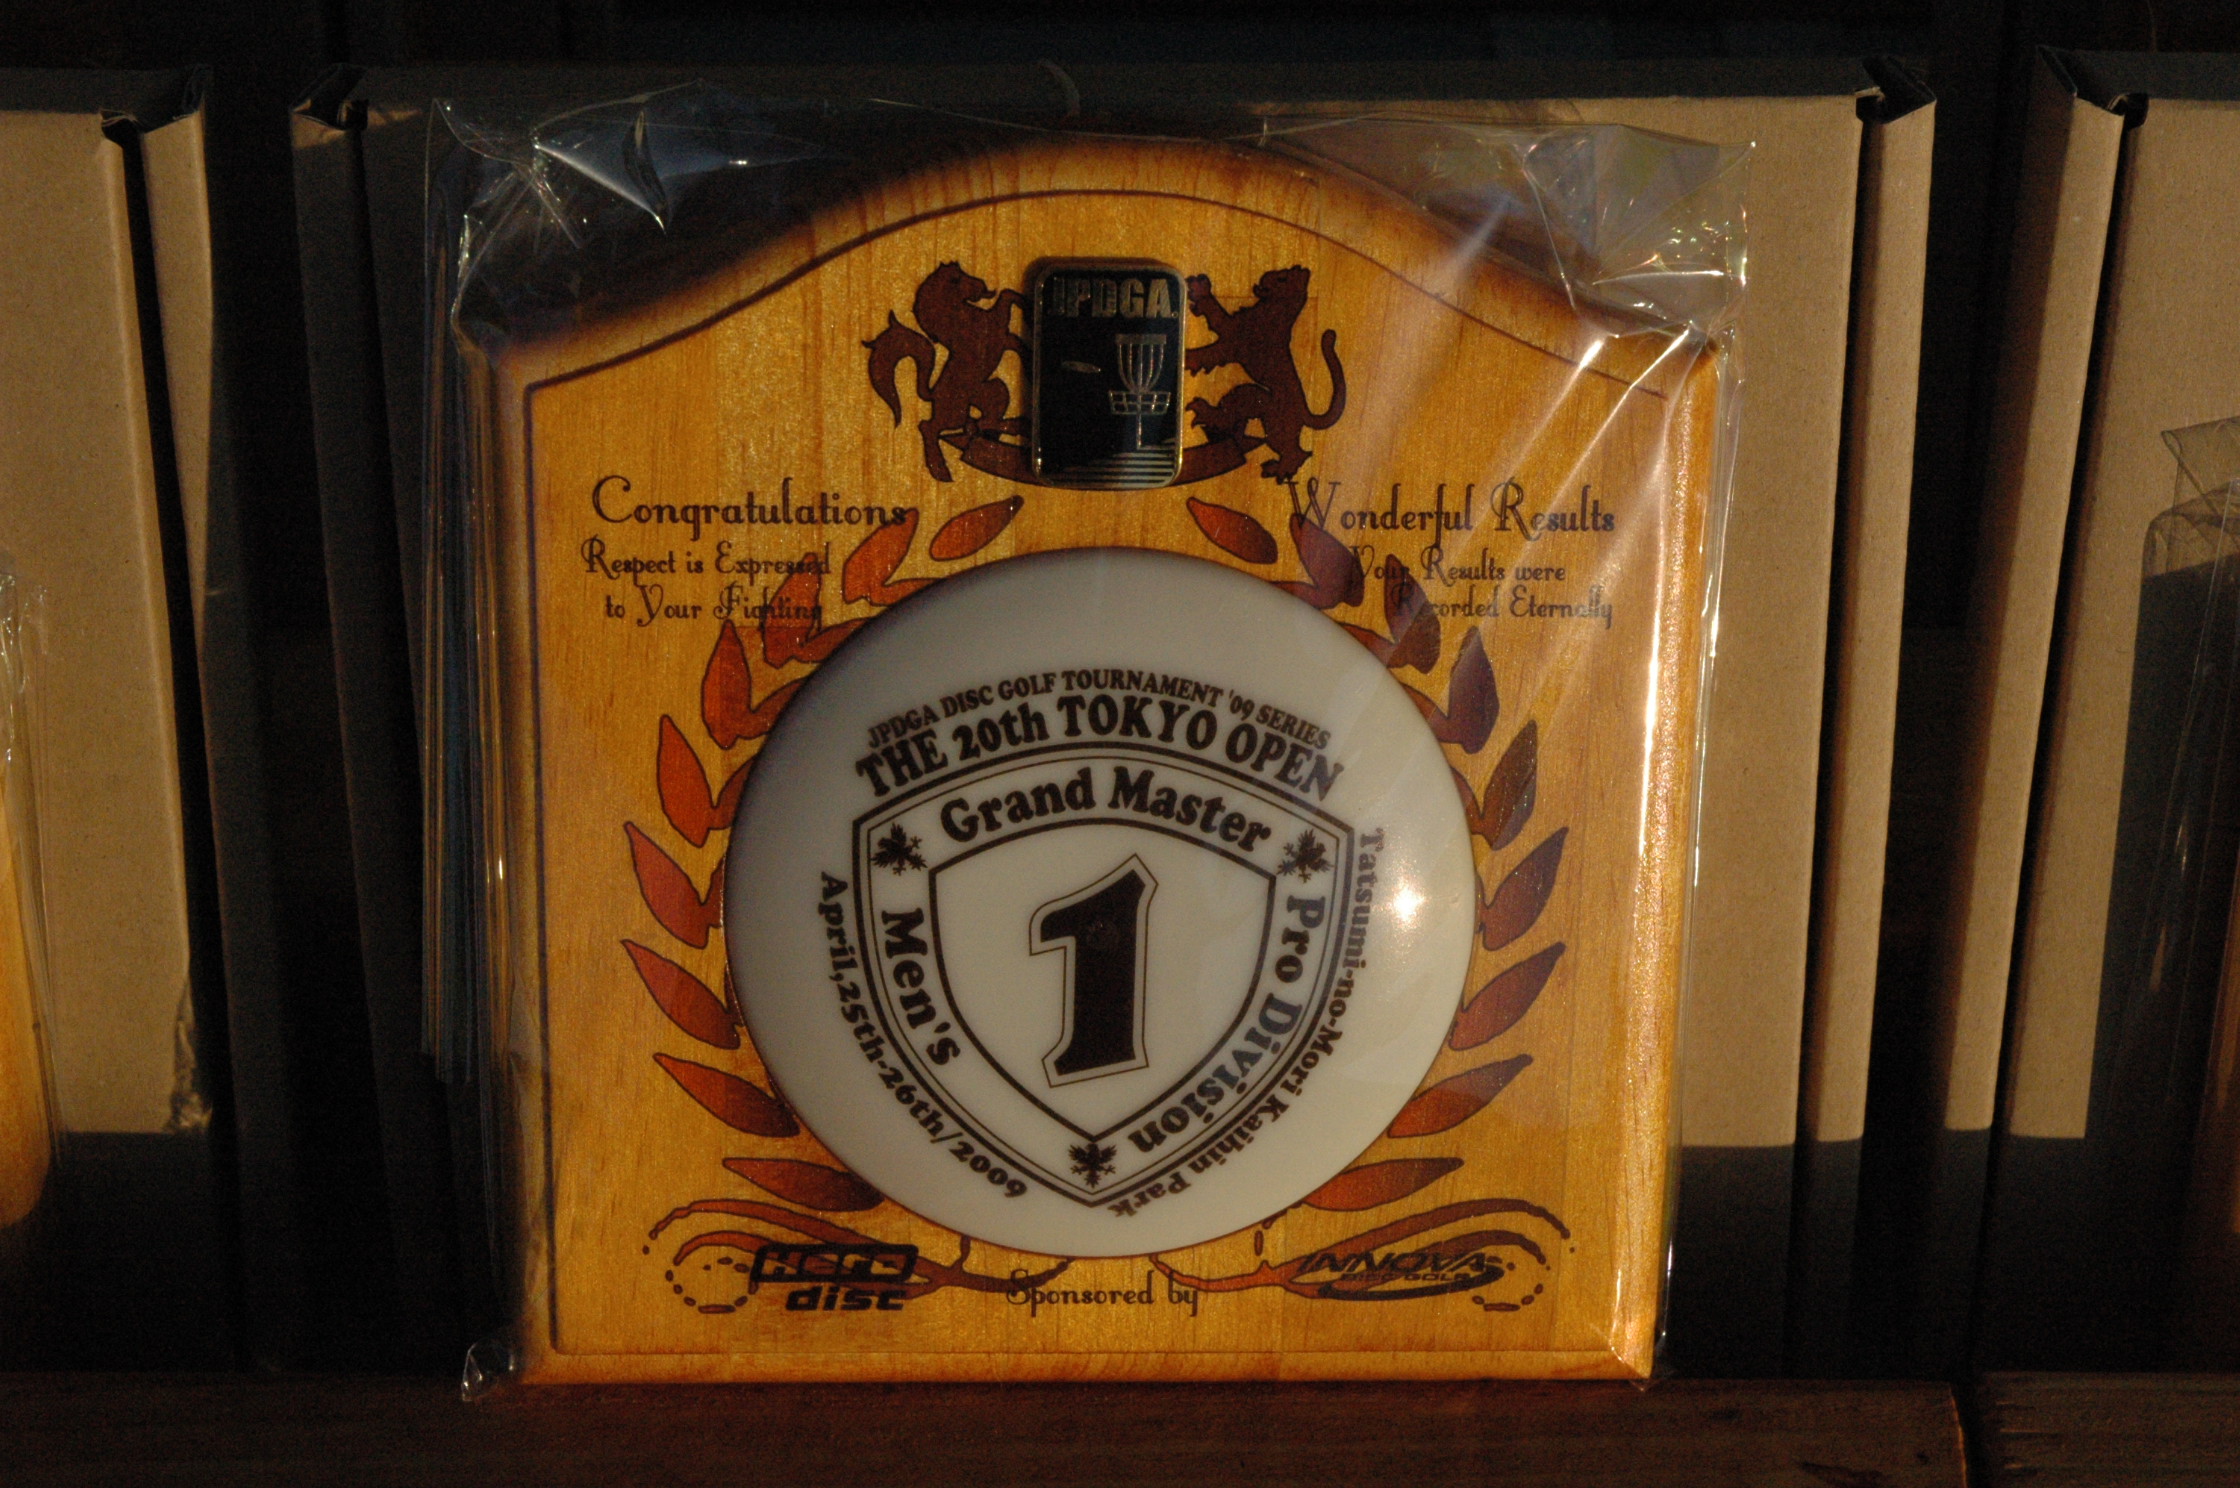 JPDGA
Congratulations
Respect is Expressed
to Your Fighting
Wonderful Results
Your Results were
Recorded Eternally
JPDGA DISC GOLF TOURNAMENT '09 SERIES
THE 20th TOKYO OPEN
Grand Master
Men's
Pro Division
1
April,25th-26th/2009
Tatsumi-no-Mori Kaihin Park
HERO
disc
Sponsored by
INNOVA
DISC GOLF